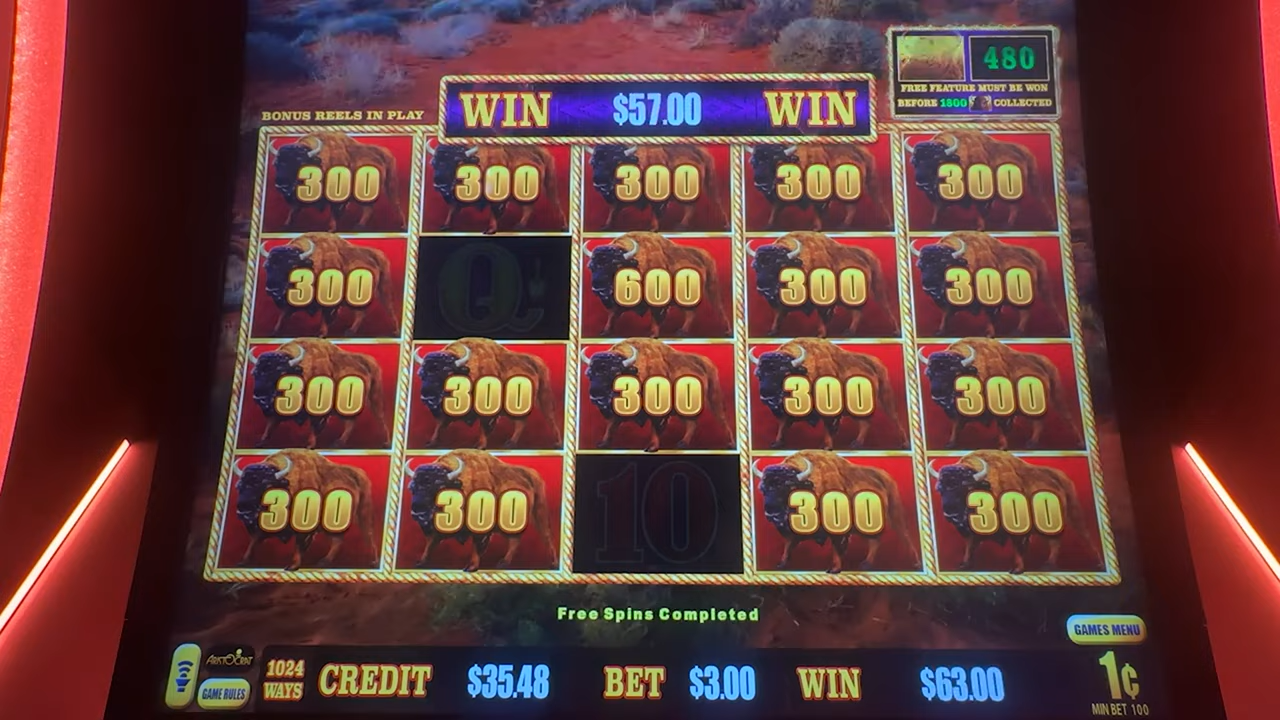 480
FREE FEATURE MUST BE WON
BEFORE 1800 COLLECTED
WIN $57.00 WIN
BONUS REELS IN PLAY
300 300 300 300 300
300 Q 600 300 300
300 300 300 300 300
300 300 10 300 300
Free Spins Completed
GAMES MENU
ARISTOCRAT
GAME RULES
1024
WAYS
CREDIT $35.48 BET $3.00 WIN $63.00
1¢
MIN BET 100